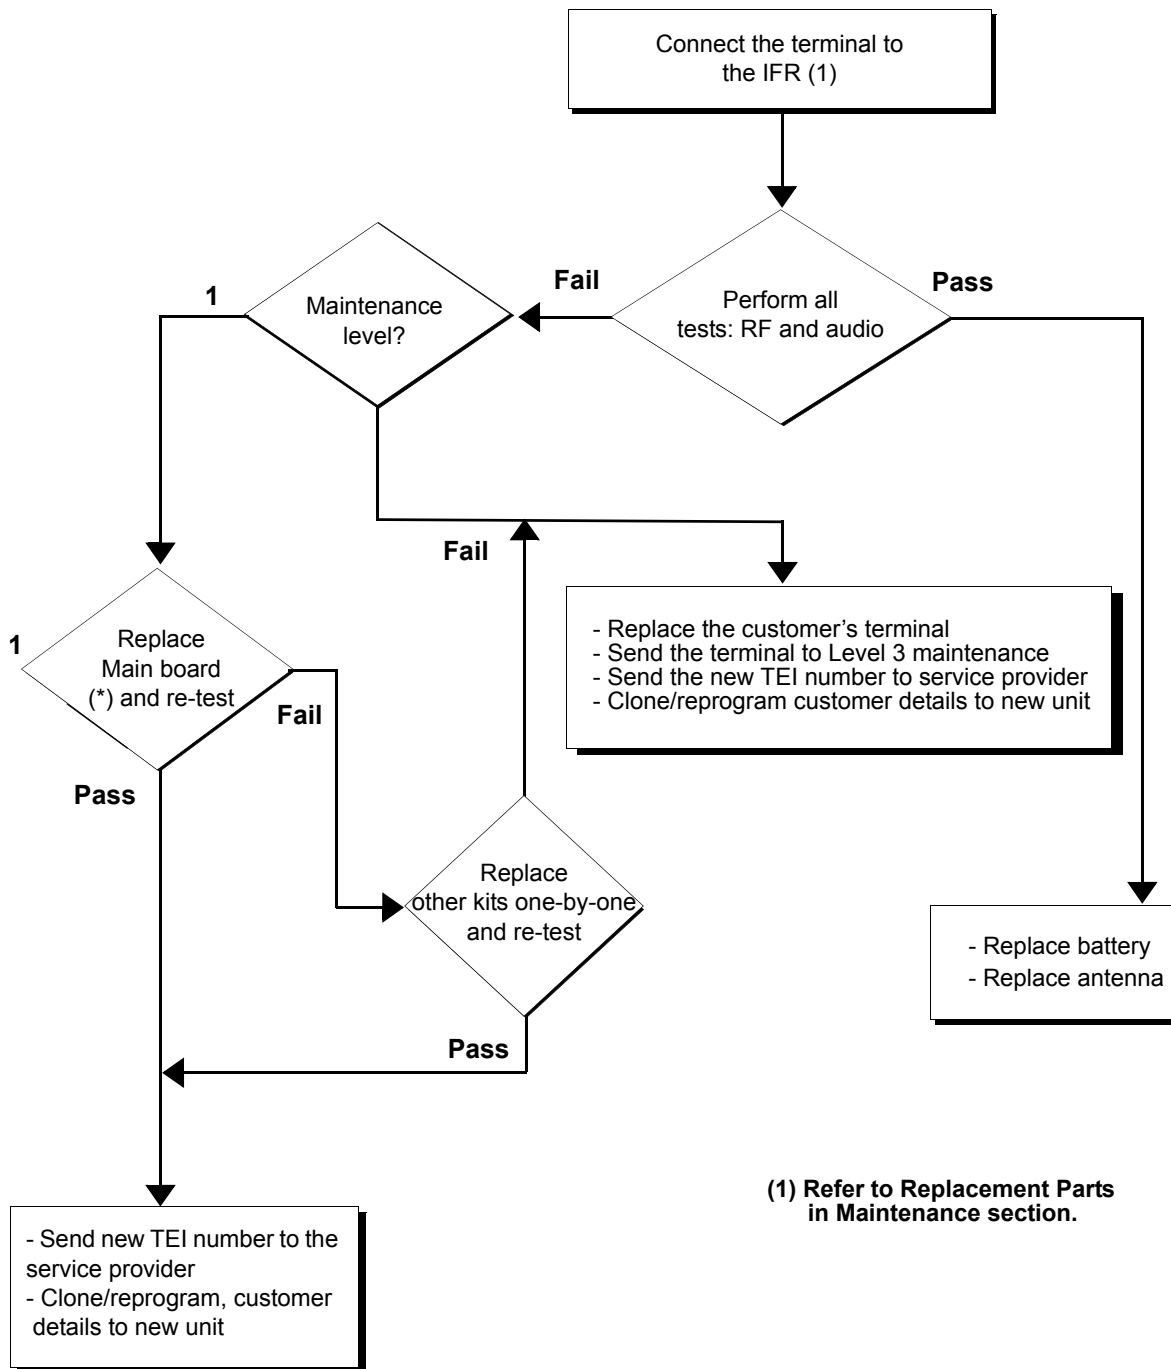 Connect the terminal to
the IFR (1)
Fail
Pass
1
Maintenance
level?
Perform all
tests: RF and audio
Fail
1
Replace
Main board
(*) and re-test
Fail
Pass
- Replace the customer’s terminal
- Send the terminal to Level 3 maintenance
- Send the new TEI number to service provider
- Clone/reprogram customer details to new unit
Replace
other kits one-by-one
and re-test
Pass
- Replace battery
- Replace antenna
(1) Refer to Replacement Parts
in Maintenance section.
- Send new TEI number to the
service provider
- Clone/reprogram, customer
details to new unit